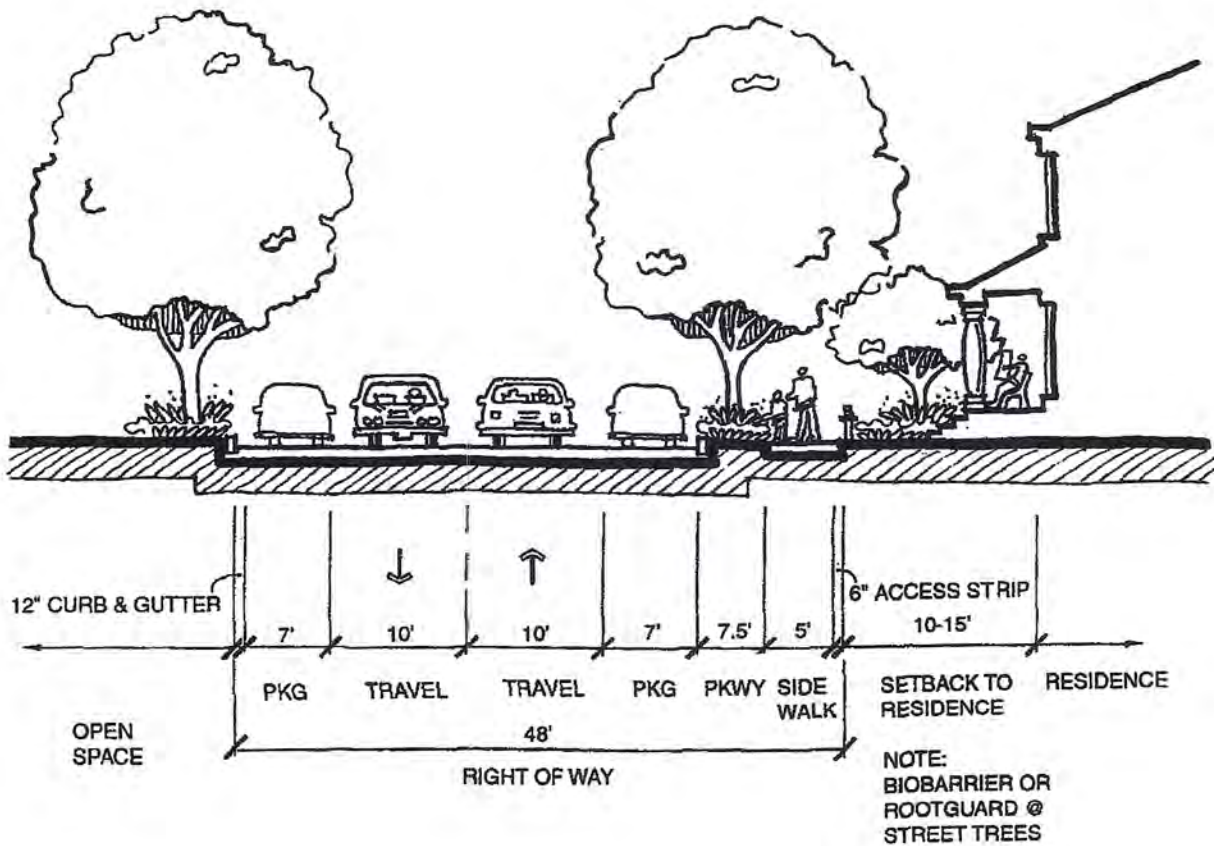 12" CURB & GUTTER
6" ACCESS STRIP
7'
10'
10'
7'
7.5'
5'
10-15'
PKG
TRAVEL
TRAVEL
PKG
PKWY
SIDE
WALK
SETBACK TO
RESIDENCE
RESIDENCE
OPEN
SPACE
48'
RIGHT OF WAY
NOTE:
BIOBARRIER OR
ROOTGUARD @
STREET TREES